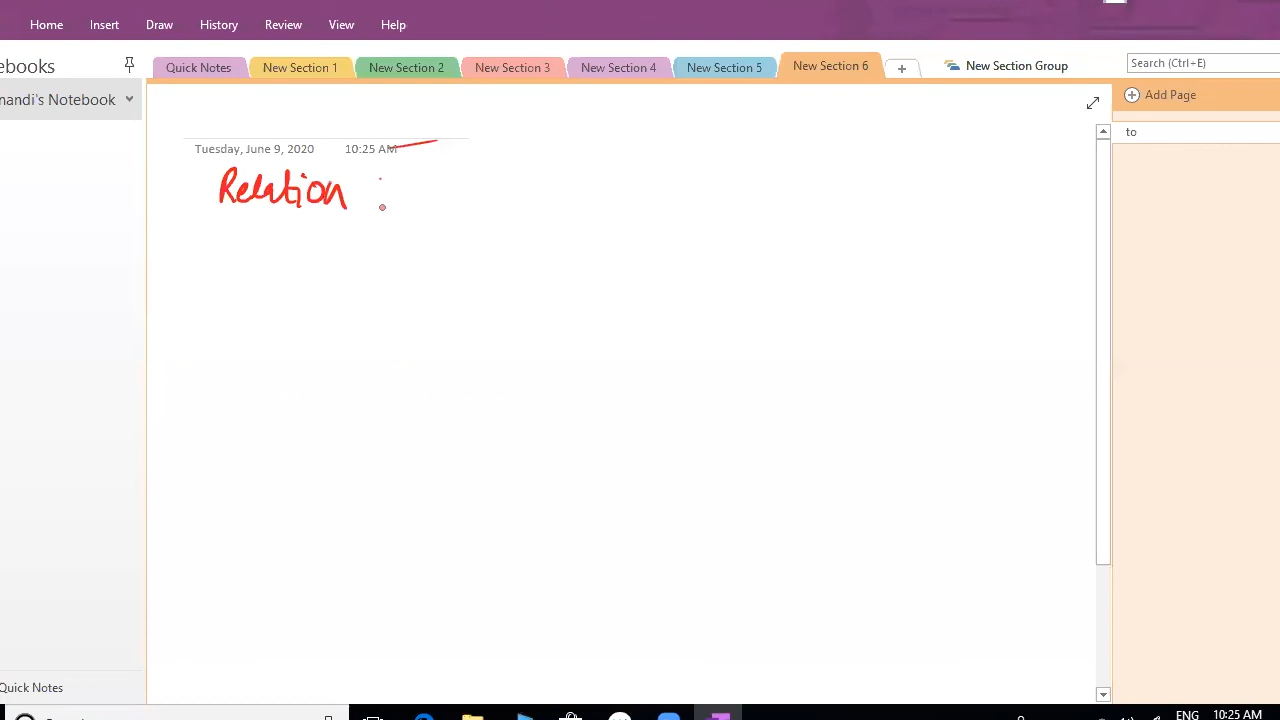 Home Insert Draw History Review View Help
ebooks
Quick Notes New Section 1 New Section 2 New Section 3 New Section 4 New Section 5 New Section 6 + New Section Group Search (Ctrl+E)
nandi's Notebook
Add Page
to
Tuesday, June 9, 2020 10:25 AM
Relation :
Quick Notes
ENG 10:25 AM